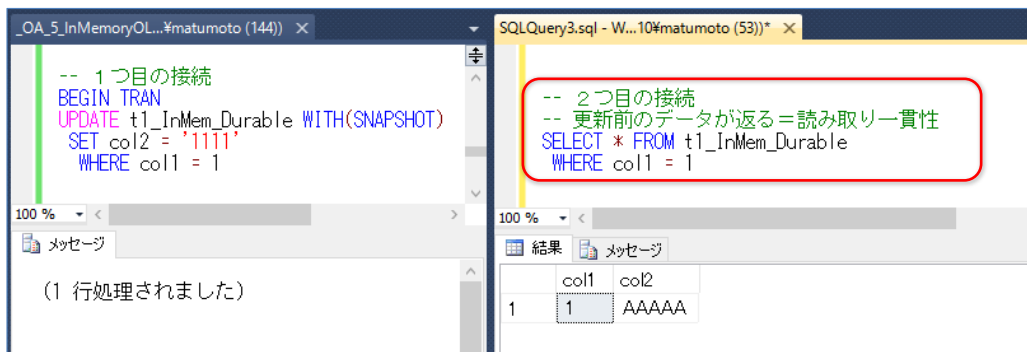 _OA_5_InMemoryOL...¥matumoto (144))
-- １つ目の接続
BEGIN TRAN
UPDATE t1_InMem_Durable WITH(SNAPSHOT)
SET col2 = '1111'
WHERE col1 = 1
100 %
メッセージ
(1 行処理されました)
SQLQuery3.sql - W...10¥matumoto (53))*
-- ２つ目の接続
-- 更新前のデータが返る＝読み取り一貫性
SELECT * FROM t1_InMem_Durable
WHERE col1 = 1
100 %
結果 メッセージ
col1 col2
1 1 AAAAA